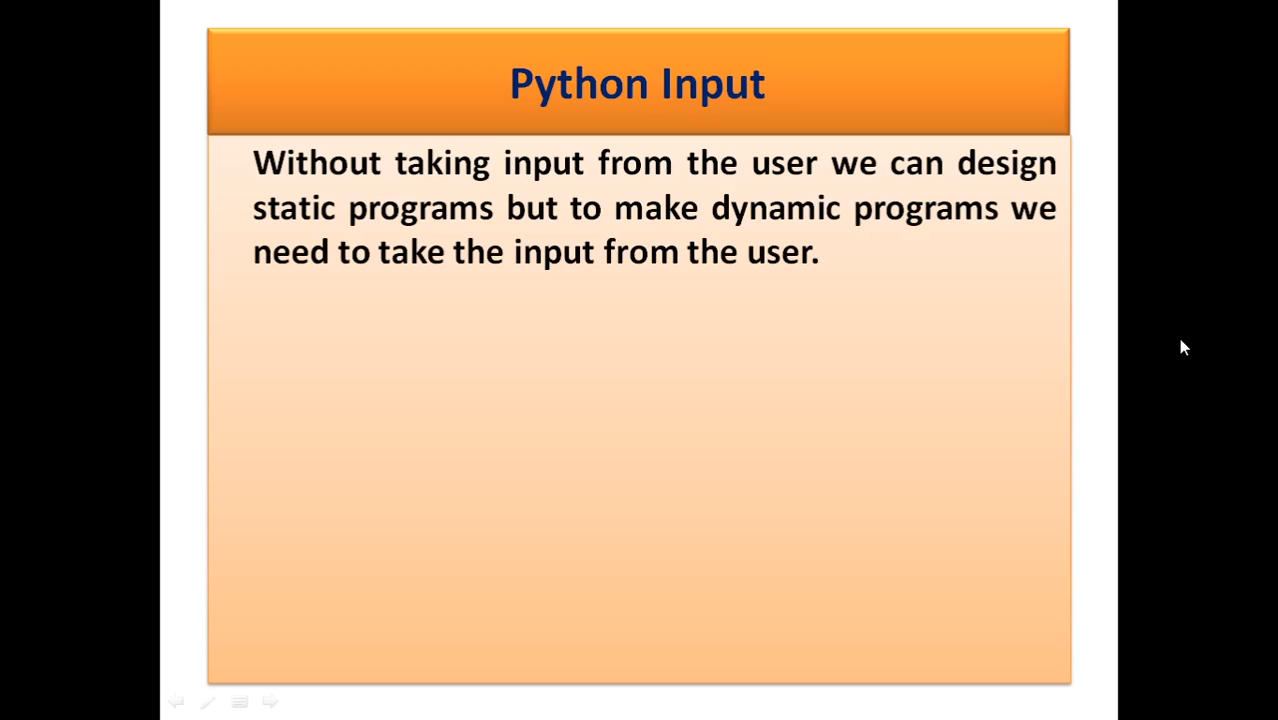 Python Input
Without taking input from the user we can design
static programs but to make dynamic programs we
need to take the input from the user.